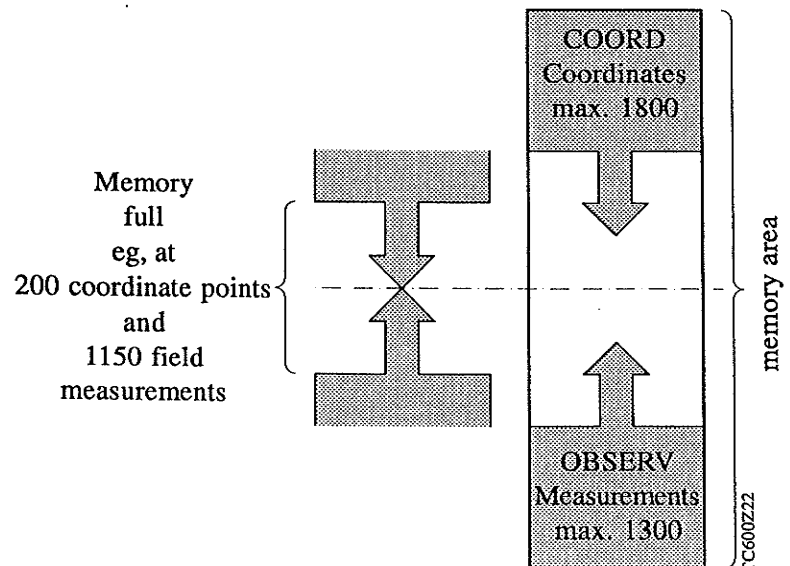 COORD
Coordinates
max. 1800
Memory
full
eg, at
200 coordinate points
and
1150 field
measurements
memory area
OBSERV
Measurements
max. 1300
TC600Z22